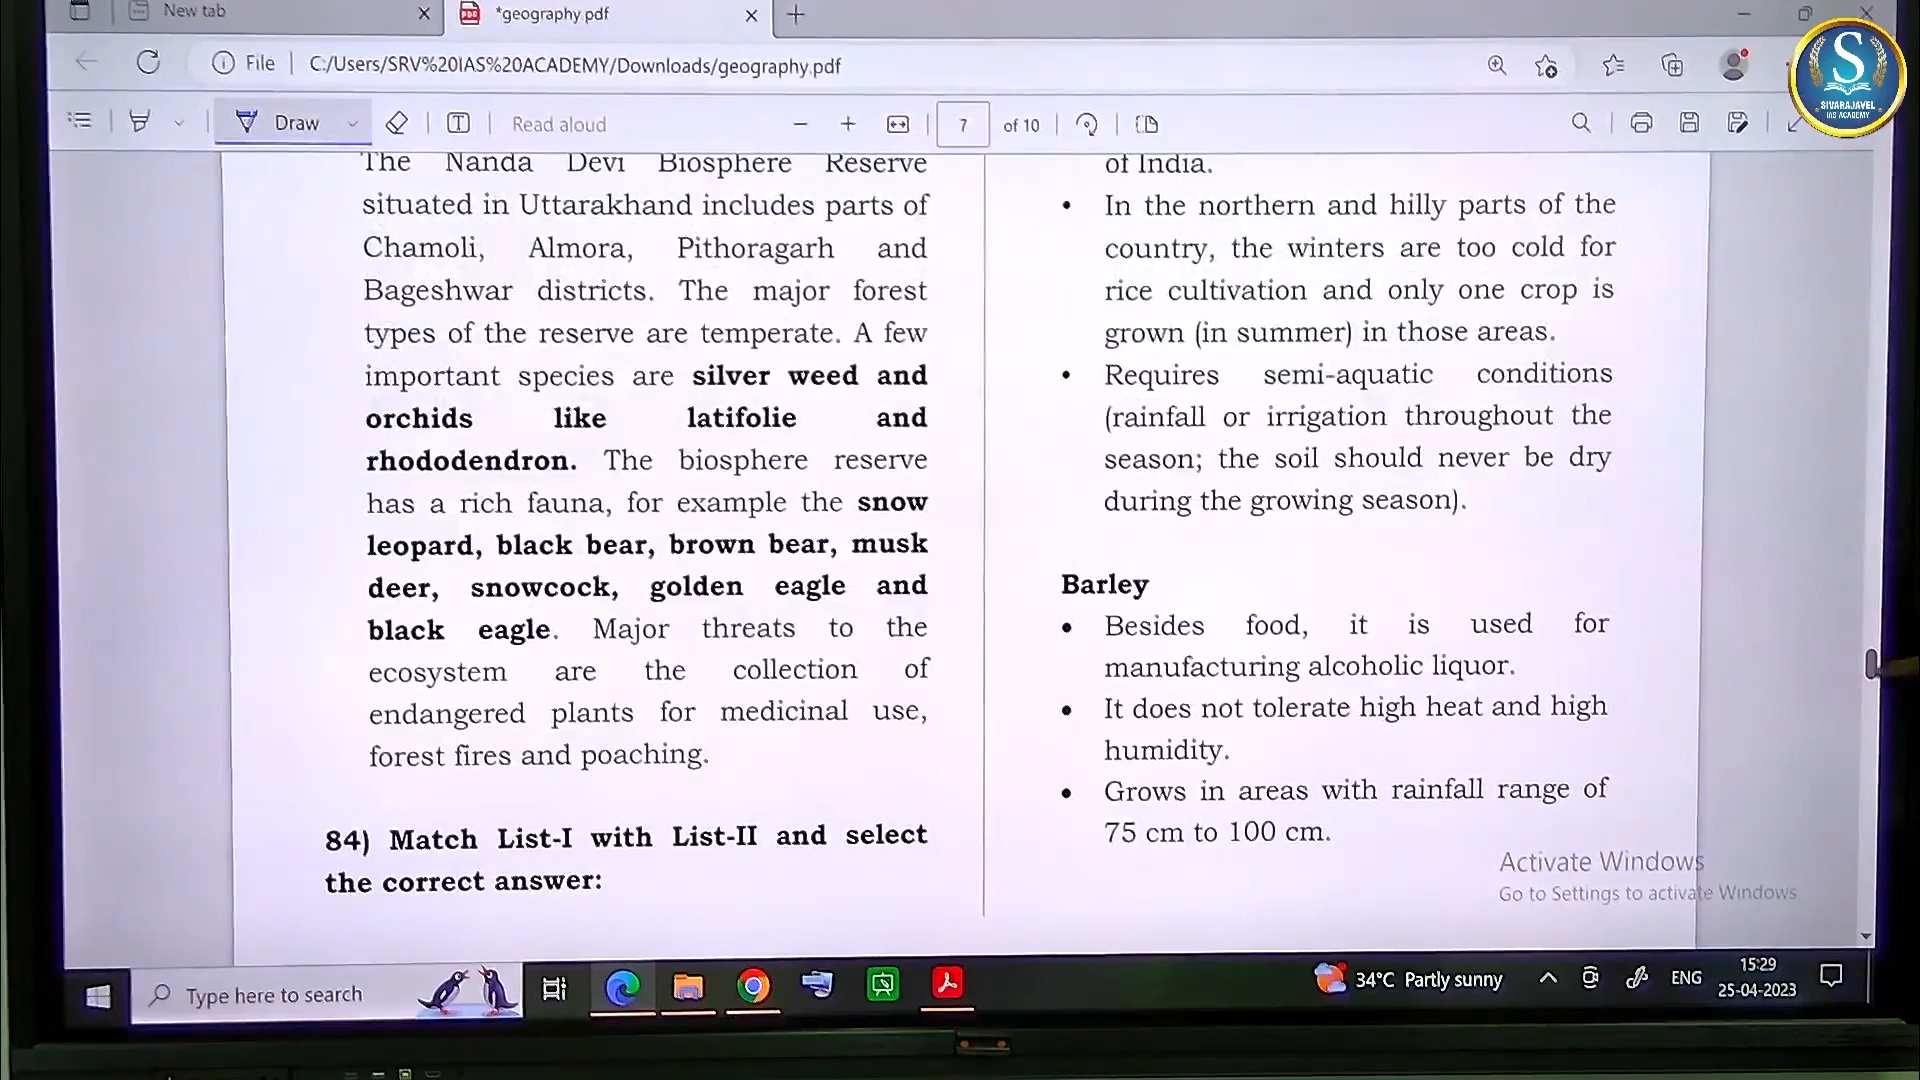 New tab
*geography.pdf
File
C:/Users/SRV%20IAS%20ACADEMY/Downloads/geography.pdf
S
SIVARAJAVEL
IAS ACADEMY
Draw
Read aloud
7
of 10
The Nanda Devi Biosphere Reserve
situated in Uttarakhand includes parts of
Chamoli, Almora, Pithoragarh and
Bageshwar districts. The major forest
types of the reserve are temperate. A few
important species are silver weed and
orchids like latifolie and
rhododendron. The biosphere reserve
has a rich fauna, for example the snow
leopard, black bear, brown bear, musk
deer, snowcock, golden eagle and
black eagle. Major threats to the
ecosystem are the collection of
endangered plants for medicinal use,
forest fires and poaching.
84) Match List-I with List-II and select
the correct answer:
of India.
• In the northern and hilly parts of the
country, the winters are too cold for
rice cultivation and only one crop is
grown (in summer) in those areas.
• Requires semi-aquatic conditions
(rainfall or irrigation throughout the
season; the soil should never be dry
during the growing season).
Barley
• Besides food, it is used for
manufacturing alcoholic liquor.
• It does not tolerate high heat and high
humidity.
• Grows in areas with rainfall range of
75 cm to 100 cm.
Activate Windows
Go to Settings to activate Windows
Type here to search
34°C Partly sunny
ENG
15:29
25-04-2023